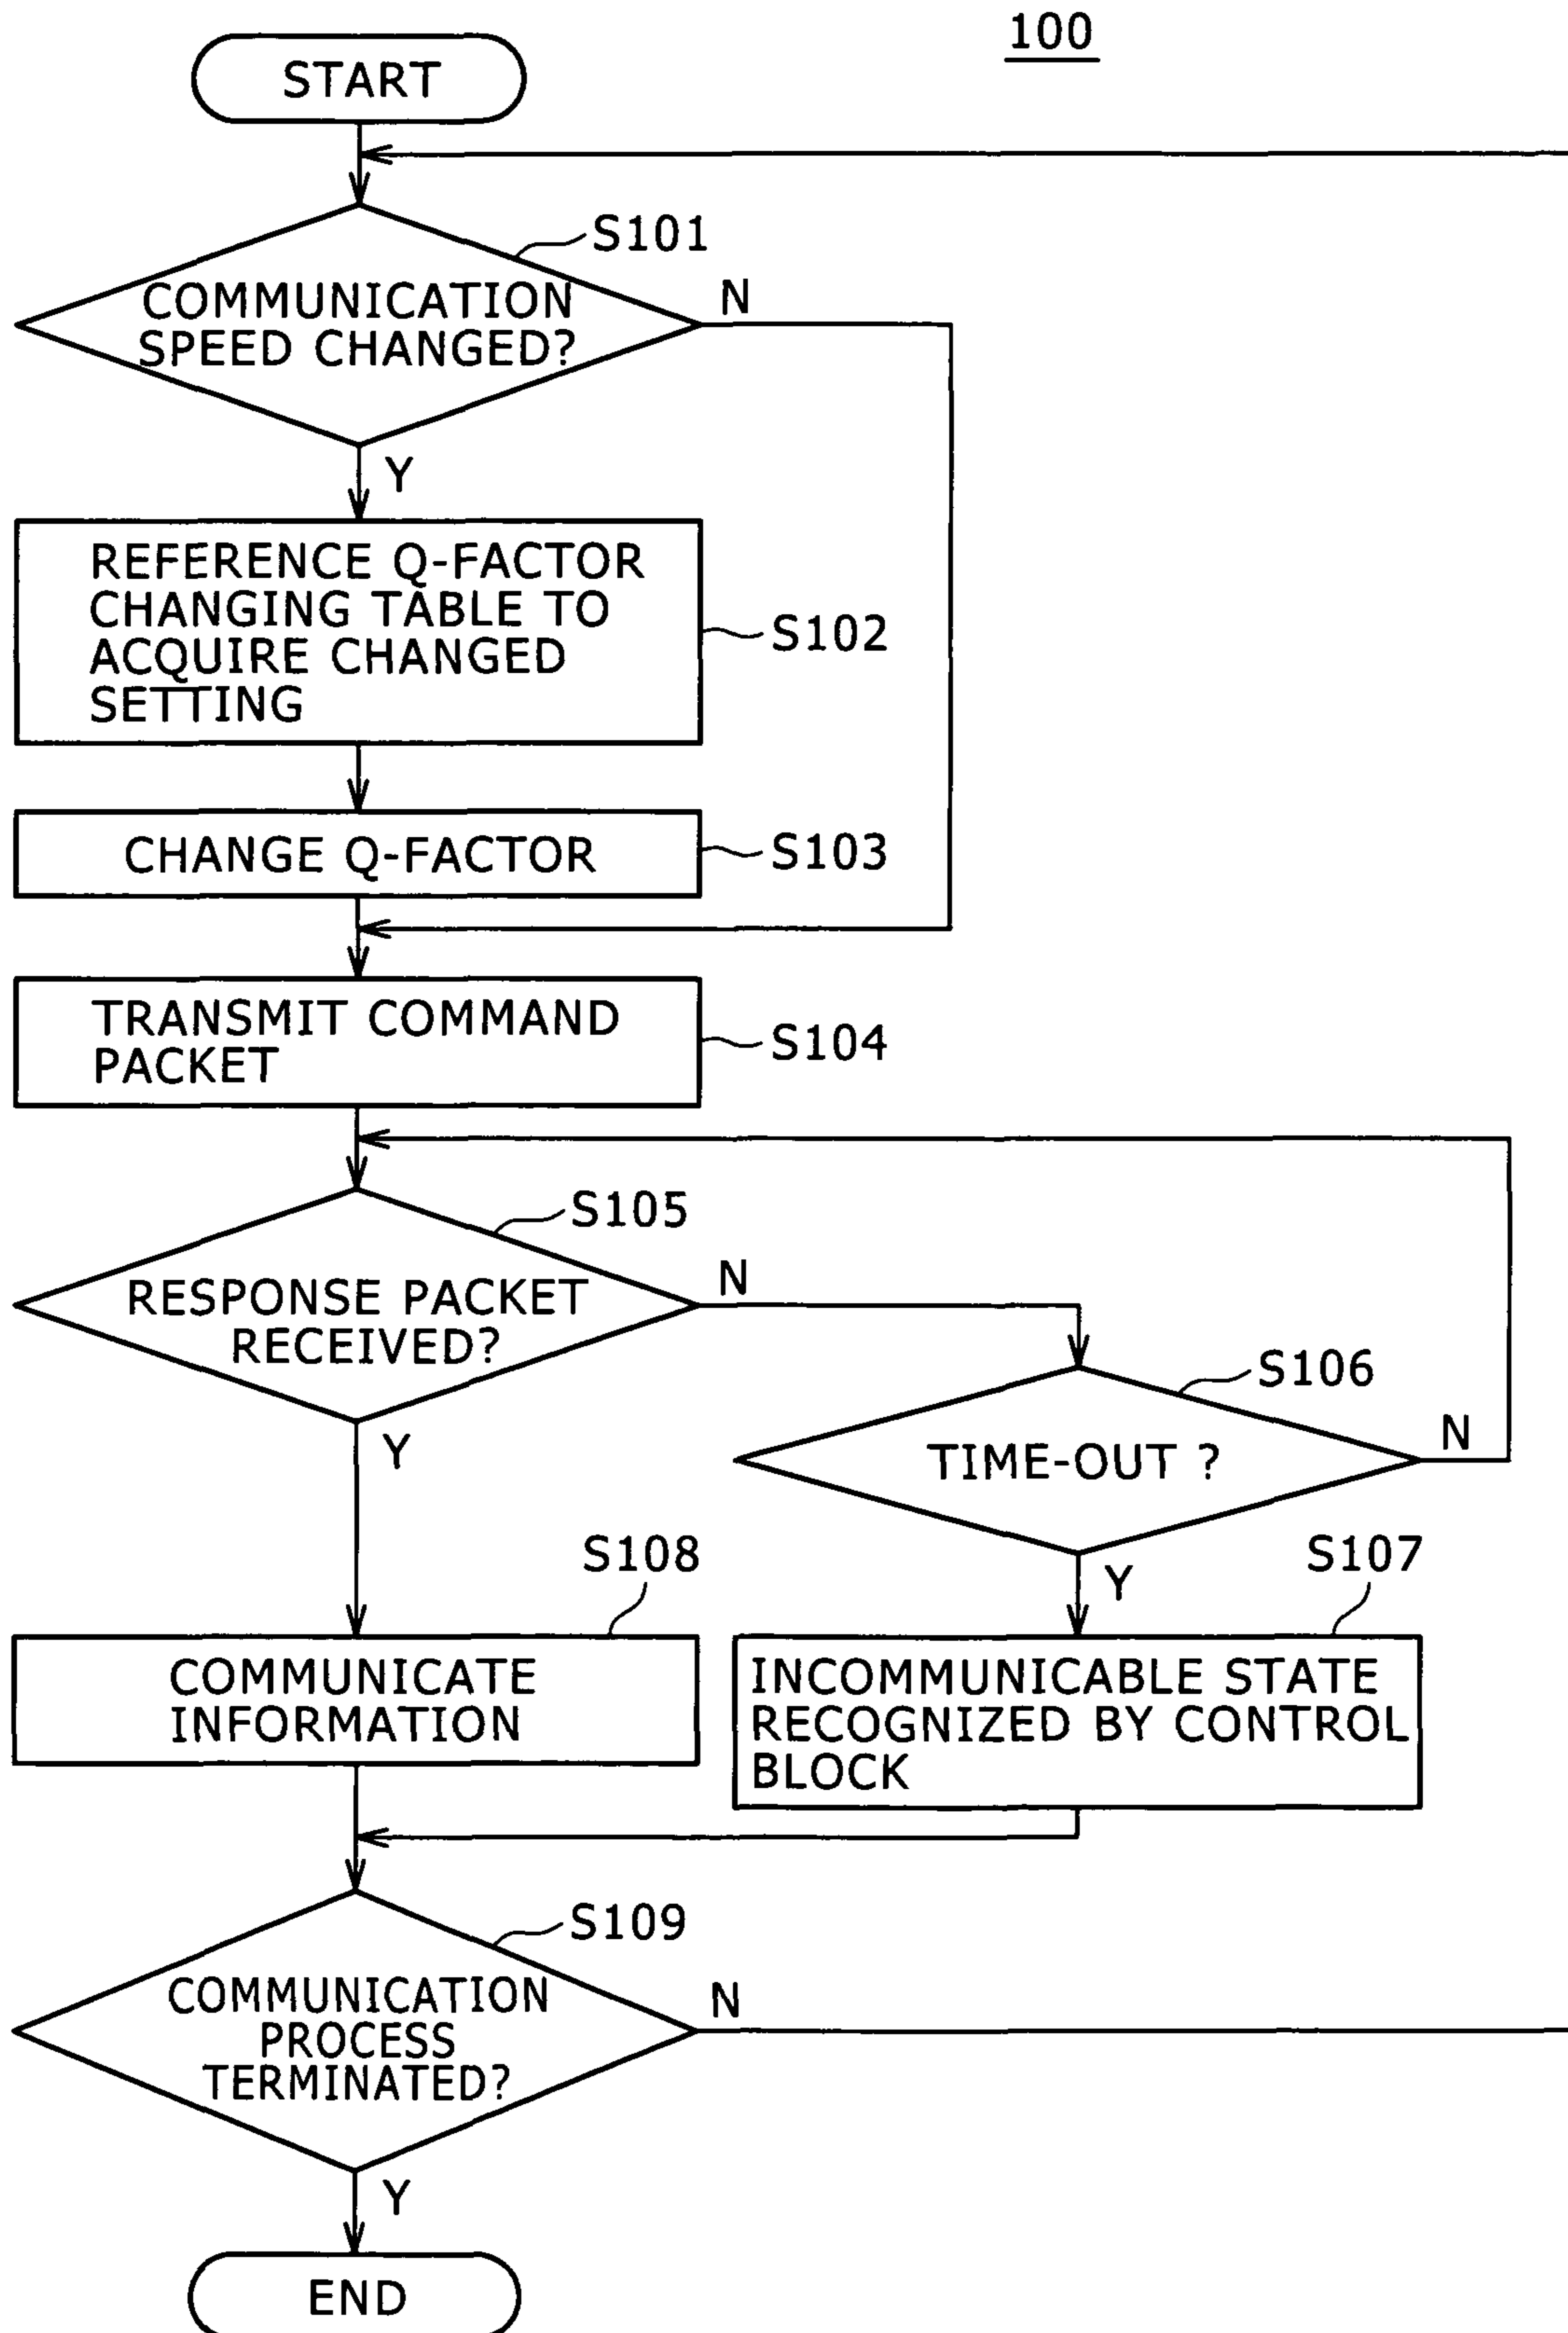 100
START
S101
COMMUNICATION
SPEED CHANGED?
N
Y
REFERENCE Q-FACTOR
CHANGING TABLE TO
ACQUIRE CHANGED
SETTING
S102
CHANGE Q-FACTOR
S103
TRANSMIT COMMAND
PACKET
S104
S105
RESPONSE PACKET
RECEIVED?
N
Y
S106
TIME-OUT ?
N
Y
S108
COMMUNICATE
INFORMATION
S107
INCOMMUNICABLE STATE
RECOGNIZED BY CONTROL
BLOCK
S109
COMMUNICATION
PROCESS
TERMINATED?
N
Y
END